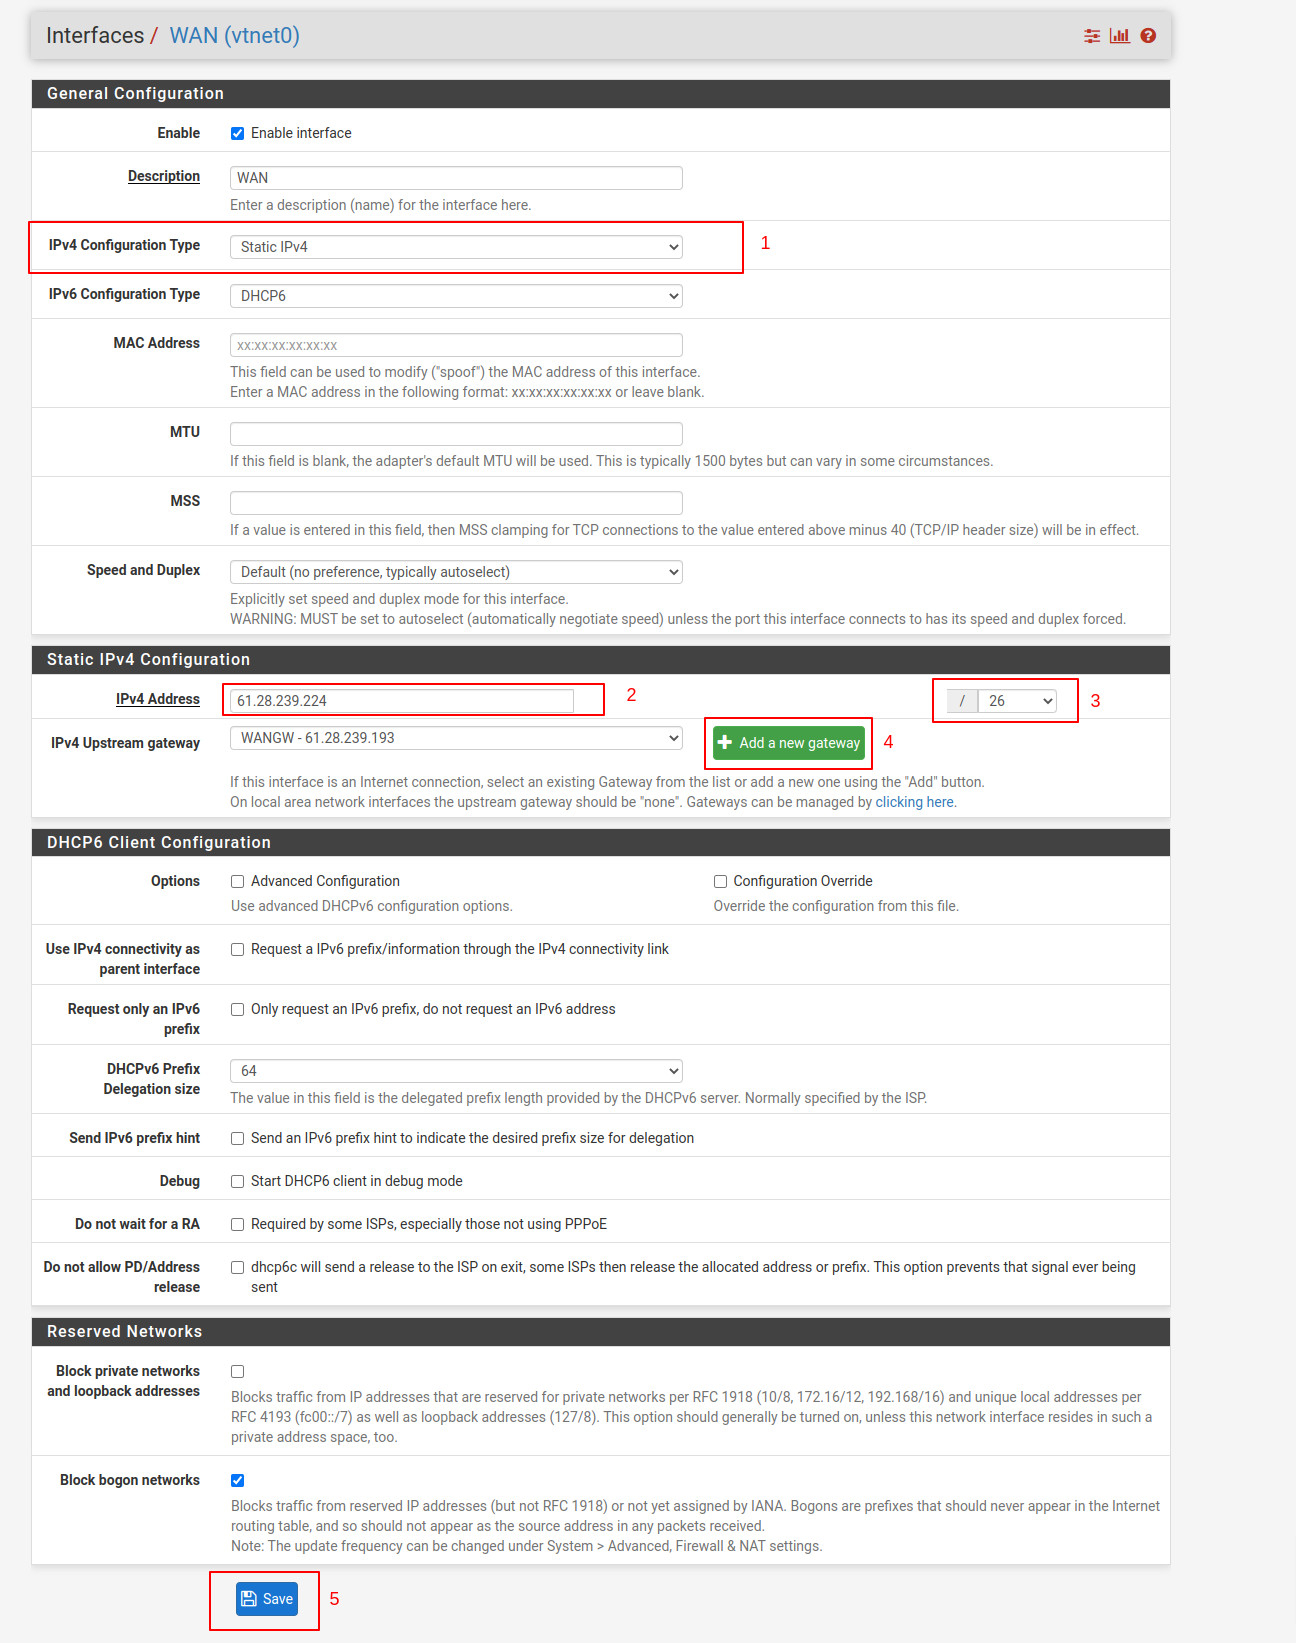 Interfaces / WAN (vtnet0)
General Configuration
Enable Enable interface
Description WAN
Enter a description (name) for the interface here.
IPv4 Configuration Type Static IPv4 1
IPv6 Configuration Type DHCP6
MAC Address xx:xx:xx:xx:xx:xx
This field can be used to modify ("spoof") the MAC address of this interface.
Enter a MAC address in the following format: xx:xx:xx:xx:xx:xx or leave blank.
MTU
If this field is blank, the adapter's default MTU will be used. This is typically 1500 bytes but can vary in some circumstances.
MSS
If a value is entered in this field, then MSS clamping for TCP connections to the value entered above minus 40 (TCP/IP header size) will be in effect.
Speed and Duplex Default (no preference, typically autoselect)
Explicitly set speed and duplex mode for this interface.
WARNING: MUST be set to autoselect (automatically negotiate speed) unless the port this interface connects to has its speed and duplex forced.
Static IPv4 Configuration
IPv4 Address 61.28.239.224 2 / 26 3
IPv4 Upstream gateway WANGW - 61.28.239.193 Add a new gateway 4
If this interface is an Internet connection, select an existing Gateway from the list or add a new one using the "Add" button.
On local area network interfaces the upstream gateway should be "none". Gateways can be managed by clicking here.
DHCP6 Client Configuration
Options Advanced Configuration Configuration Override
Use advanced DHCPv6 configuration options. Override the configuration from this file.
Use IPv4 connectivity as Request a IPv6 prefix/information through the IPv4 connectivity link
parent interface
Request only an IPv6 Only request an IPv6 prefix, do not request an IPv6 address
prefix
DHCPv6 Prefix 64
Delegation size
The value in this field is the delegated prefix length provided by the DHCPv6 server. Normally specified by the ISP.
Send IPv6 prefix hint Send an IPv6 prefix hint to indicate the desired prefix size for delegation
Debug Start DHCP6 client in debug mode
Do not wait for a RA Required by some ISPs, especially those not using PPPoE
Do not allow PD/Address dhcp6c will send a release to the ISP on exit, some ISPs then release the allocated address or prefix. This option prevents that signal ever being
release sent
Reserved Networks
Block private networks
and loopback addresses
Blocks traffic from IP addresses that are reserved for private networks per RFC 1918 (10/8, 172.16/12, 192.168/16) and unique local addresses per
RFC 4193 (fc00::/7) as well as loopback addresses (127/8). This option should generally be turned on, unless this network interface resides in such a
private address space, too.
Block bogon networks
Blocks traffic from reserved IP addresses (but not RFC 1918) or not yet assigned by IANA. Bogons are prefixes that should never appear in the Internet
routing table, and so should not appear as the source address in any packets received.
Note: The update frequency can be changed under System > Advanced, Firewall & NAT settings.
Save 5